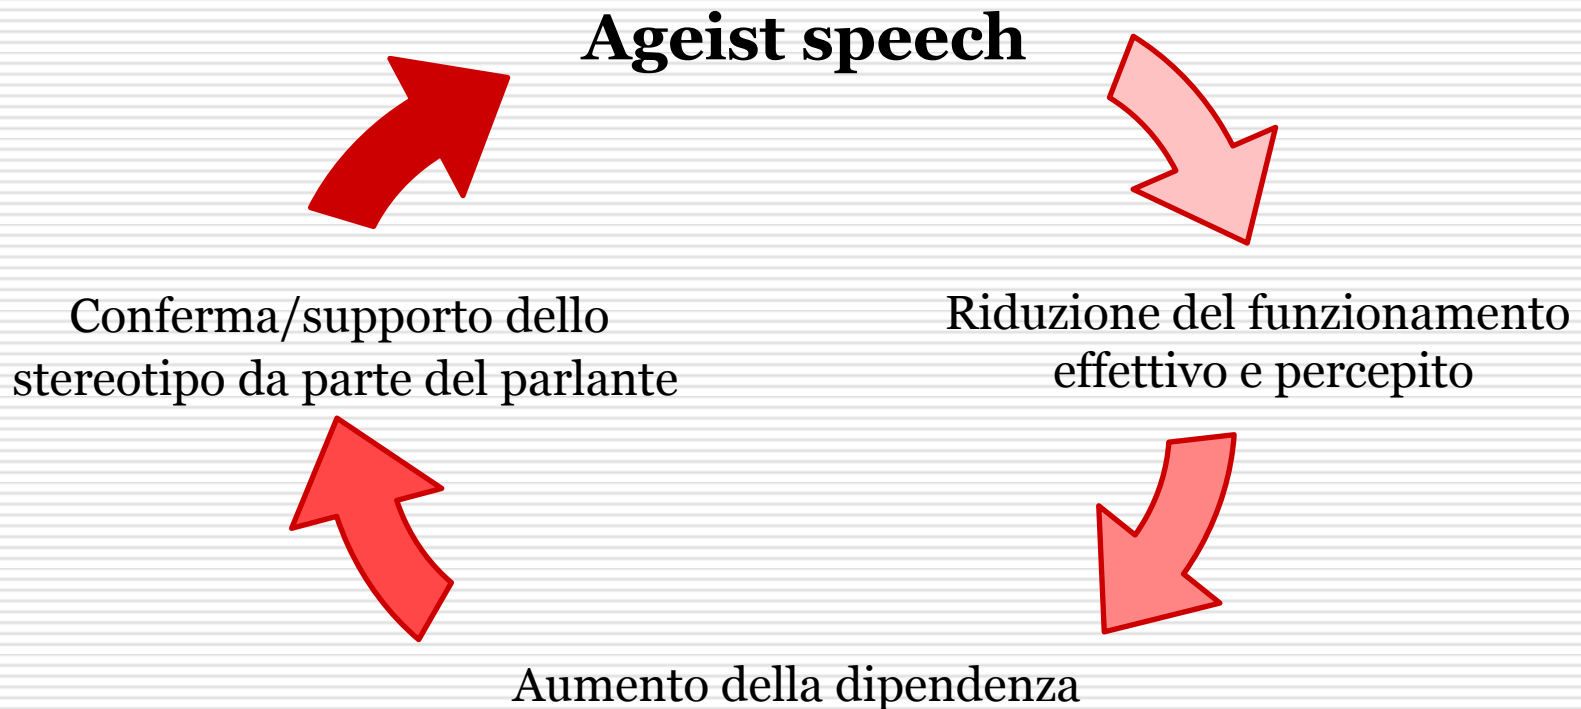 Ageist speech
Conferma/supporto dello
stereotipo da parte del parlante
Riduzione del funzionamento
effettivo e percepito
Aumento della dipendenza